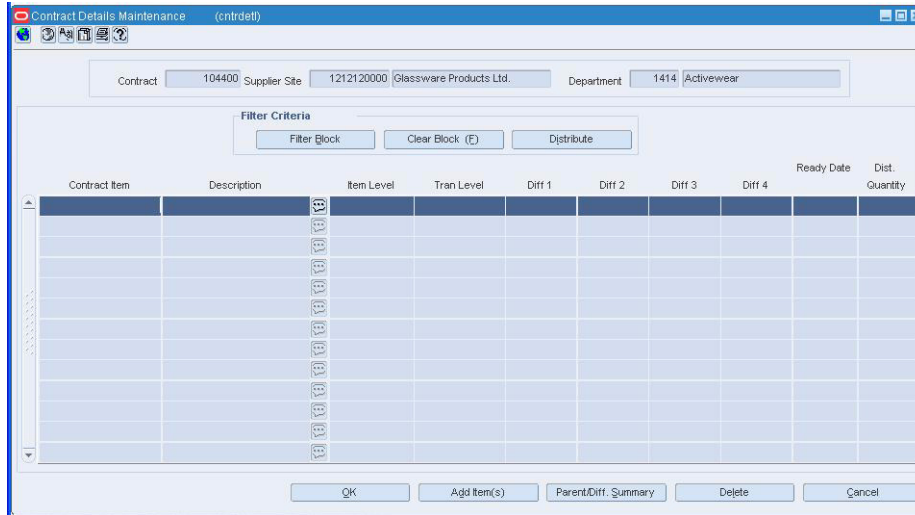 Contract Details Maintenance (cntrdetl)
Contract 104400 Supplier Site 1212120000 Glassware Products Ltd. Department 1414 Activewear
Filter Criteria
Filter Block Clear Block (F) Distribute
Ready Date Dist.
Contract Item Description Item Level Tran Level Diff 1 Diff 2 Diff 3 Diff 4 Quantity
OK Add Item(s) Parent/Diff. Summary Delete Cancel